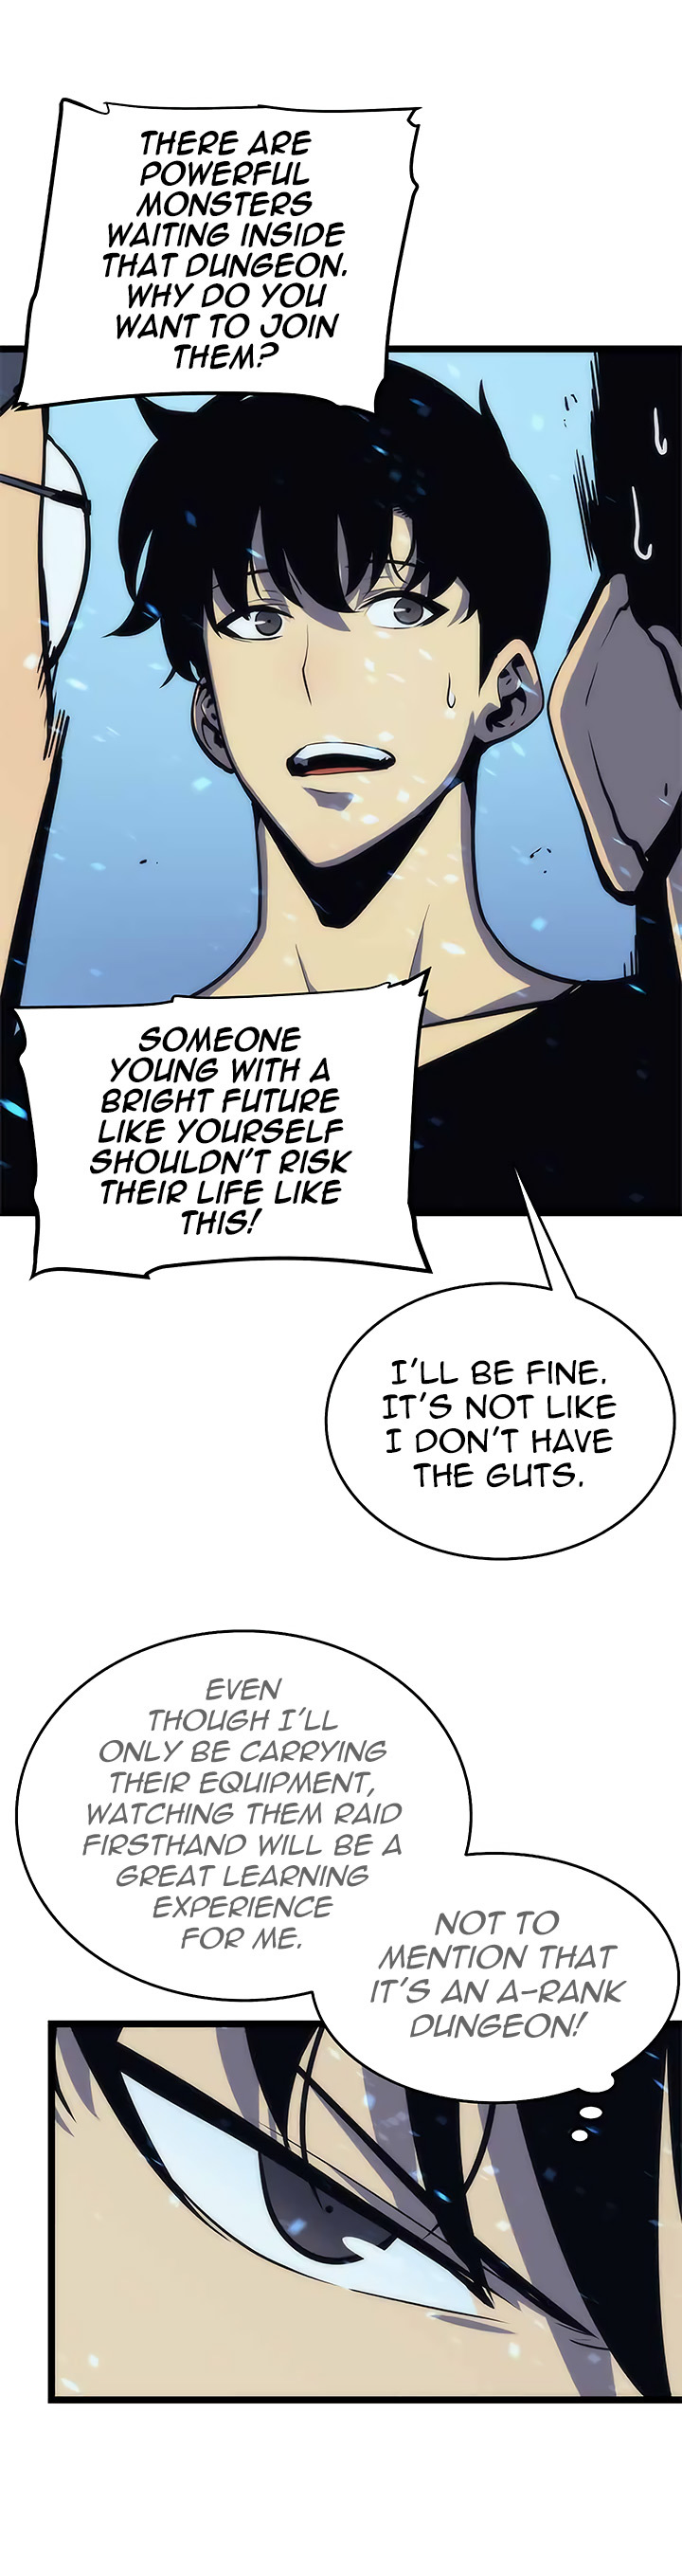 THERE ARE
POWERFUL
MONSTERS
WAITING INSIDE
THAT DUNGEON.
WHY DO YOU
WANT TO JOIN
THEM?
SOMEONE
YOUNG WITH A
BRIGHT FUTURE
LIKE YOURSELF
SHOULDN'T RISK
THEIR LIFE LIKE
THIS!
I'LL BE FINE.
IT'S NOT LIKE
I DON'T HAVE
THE GUTS.
EVEN
THOUGH I'LL
ONLY BE CARRYING
THEIR EQUIPMENT,
WATCHING THEM RAID
FIRSTHAND WILL BE A
GREAT LEARNING
EXPERIENCE
FOR ME.
NOT TO
MENTION THAT
IT'S AN A-RANK
DUNGEON!